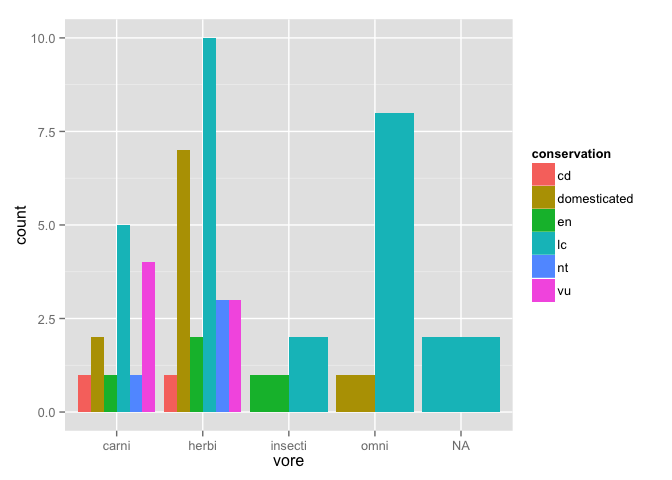 10.0
7.5
5.0
2.5
0.0
count
carni herbi insecti omni NA
vore
conservation
cd
domesticated
en
lc
nt
vu